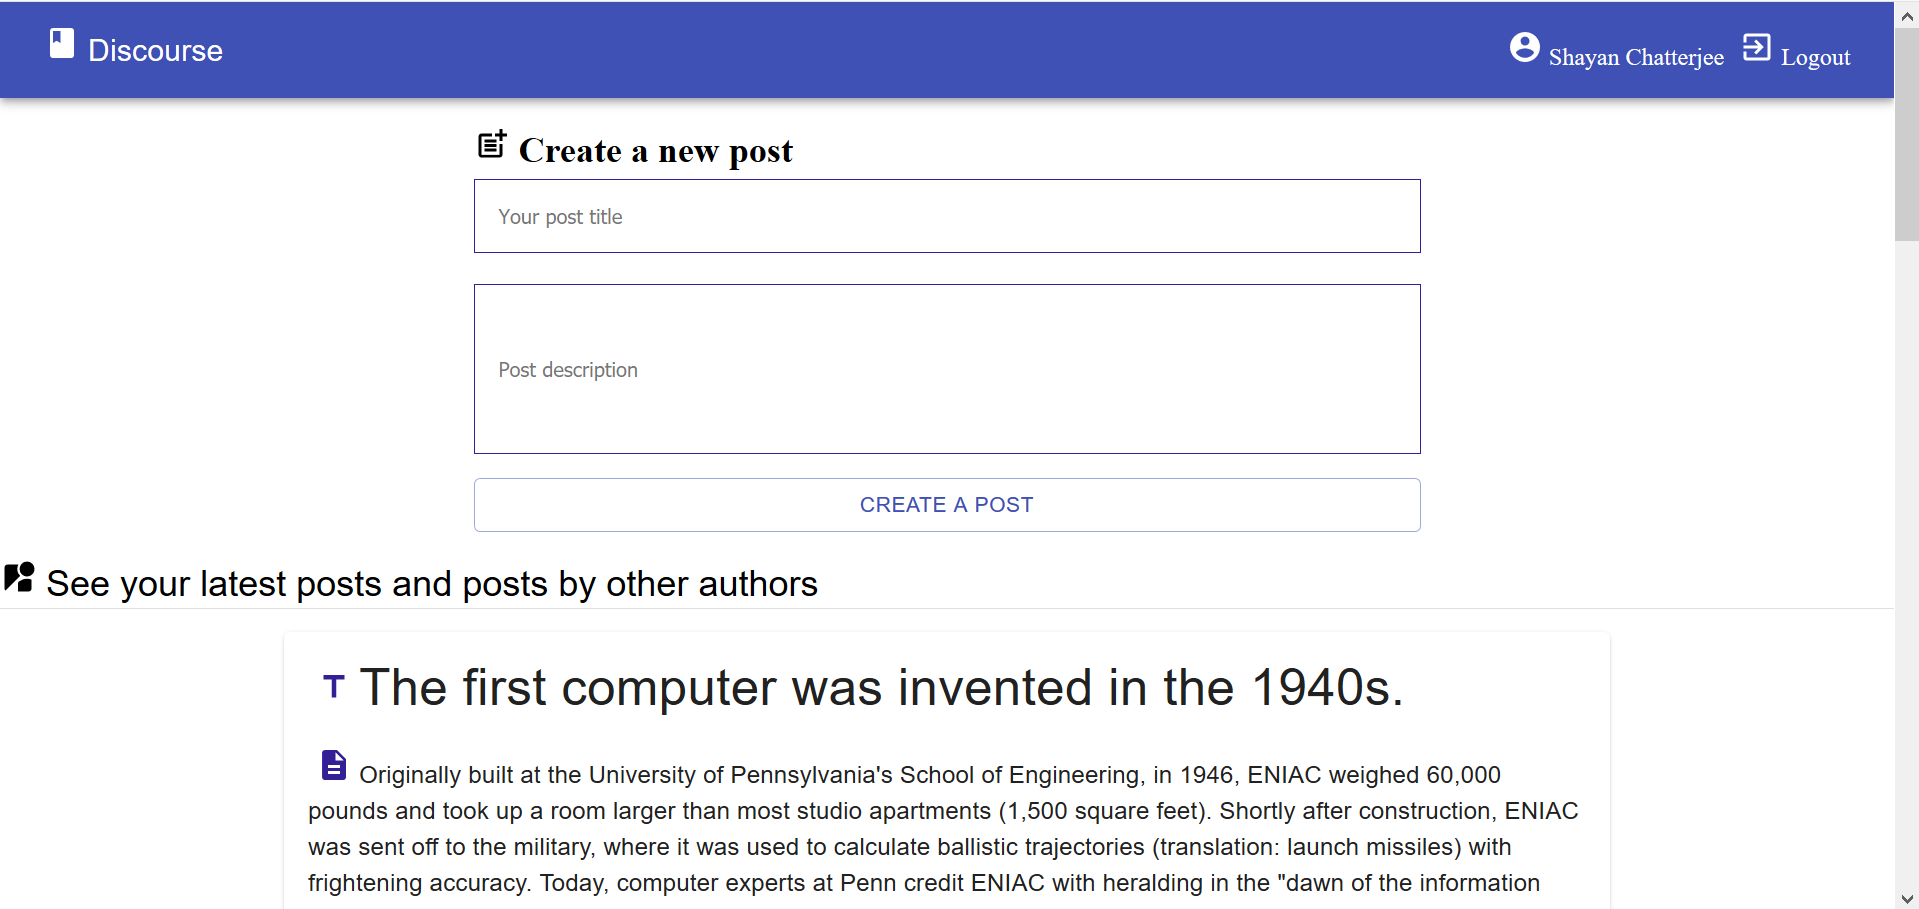 Discourse
Shayan Chatterjee Logout
Create a new post
Your post title
Post description
CREATE A POST
See your latest posts and posts by other authors
The first computer was invented in the 1940s.
Originally built at the University of Pennsylvania's School of Engineering, in 1946, ENIAC weighed 60,000
pounds and took up a room larger than most studio apartments (1,500 square feet). Shortly after construction, ENIAC
was sent off to the military, where it was used to calculate ballistic trajectories (translation: launch missiles) with
frightening accuracy. Today, computer experts at Penn credit ENIAC with heralding in the "dawn of the information